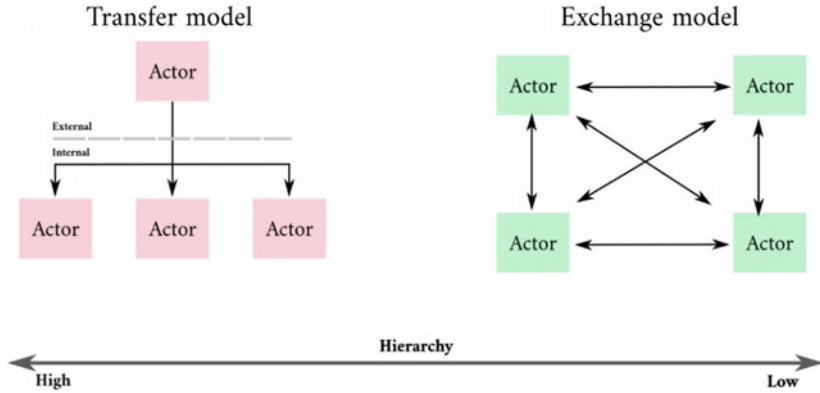 Transfer model
Exchange model
Actor
External
Internal
Actor
Actor
Actor
Actor
Actor
Actor
Actor
Hierarchy
High
Low